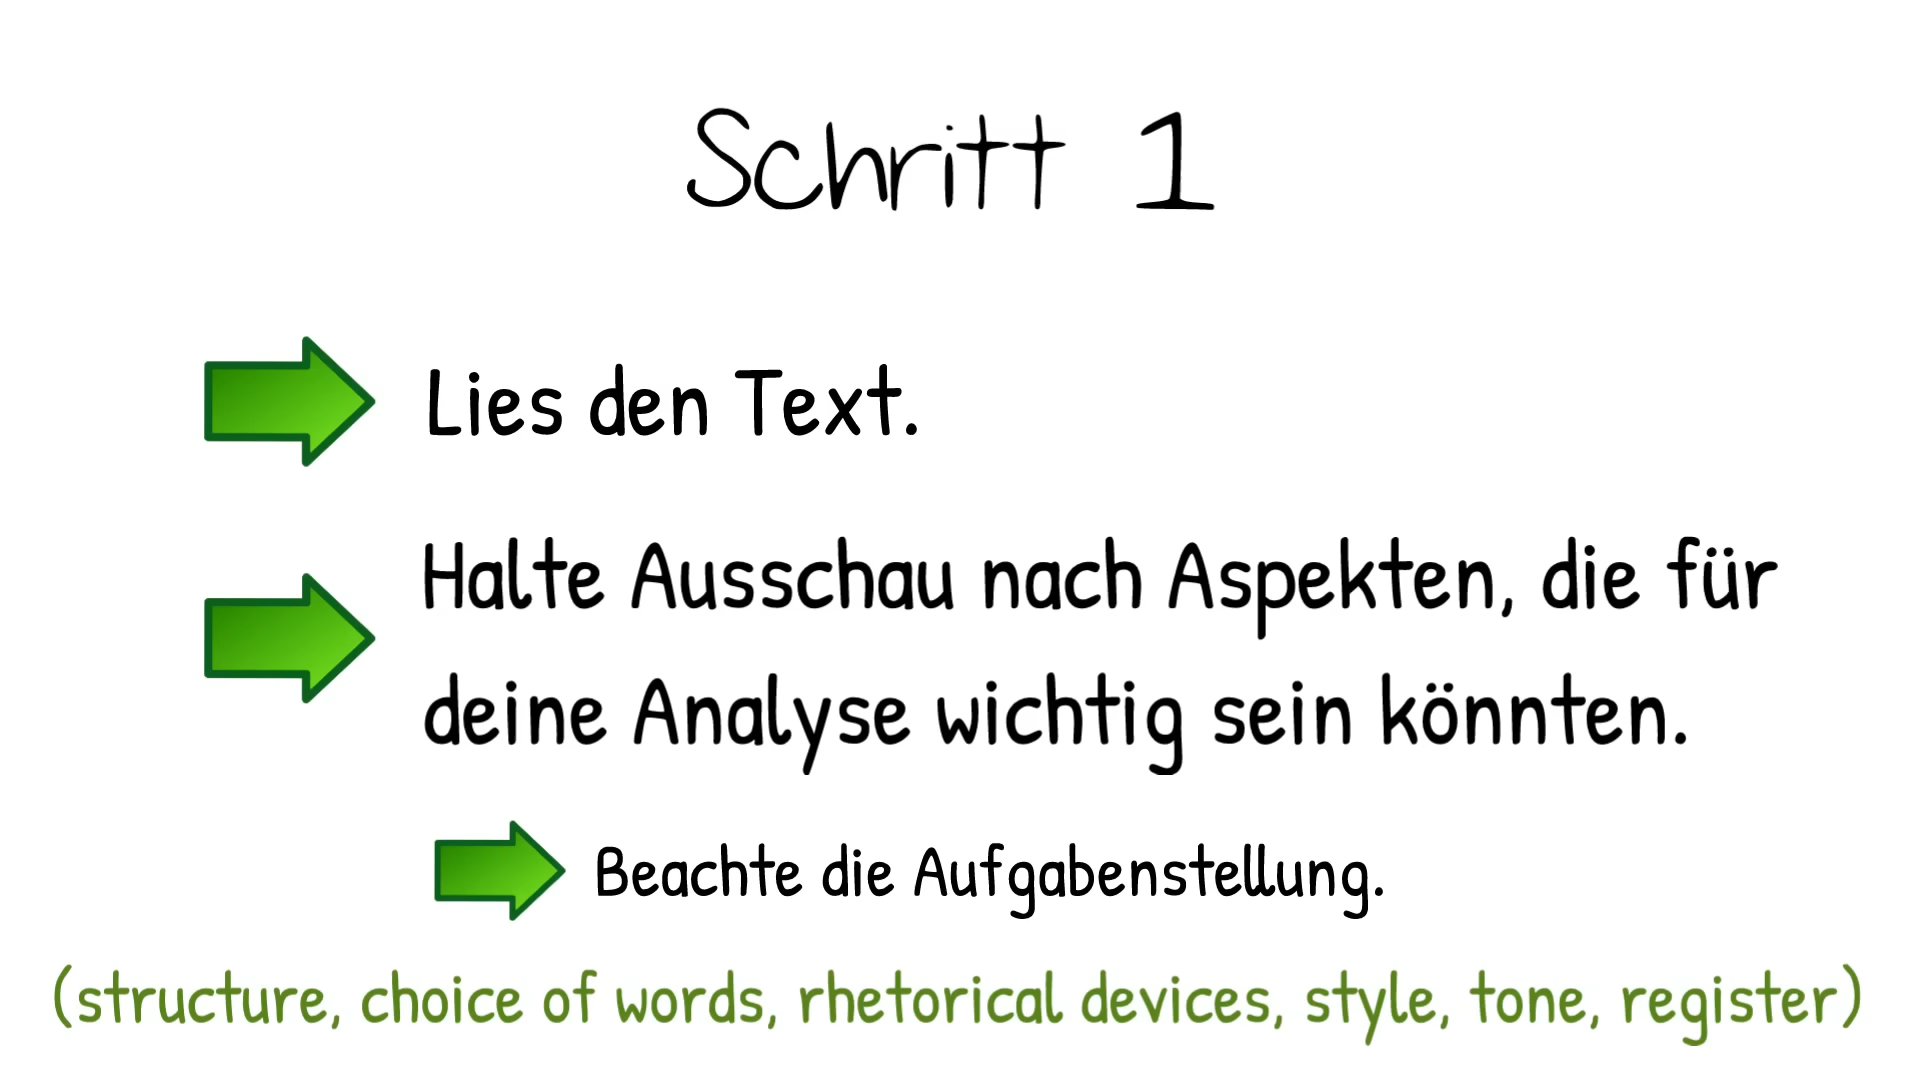 Schritt 1
Lies den Text.
Halte Ausschau nach Aspekten, die für
deine Analyse wichtig sein könnten.
Beachte die Aufgabenstellung.
(structure, choice of words, rhetorical devices, style, tone, register)